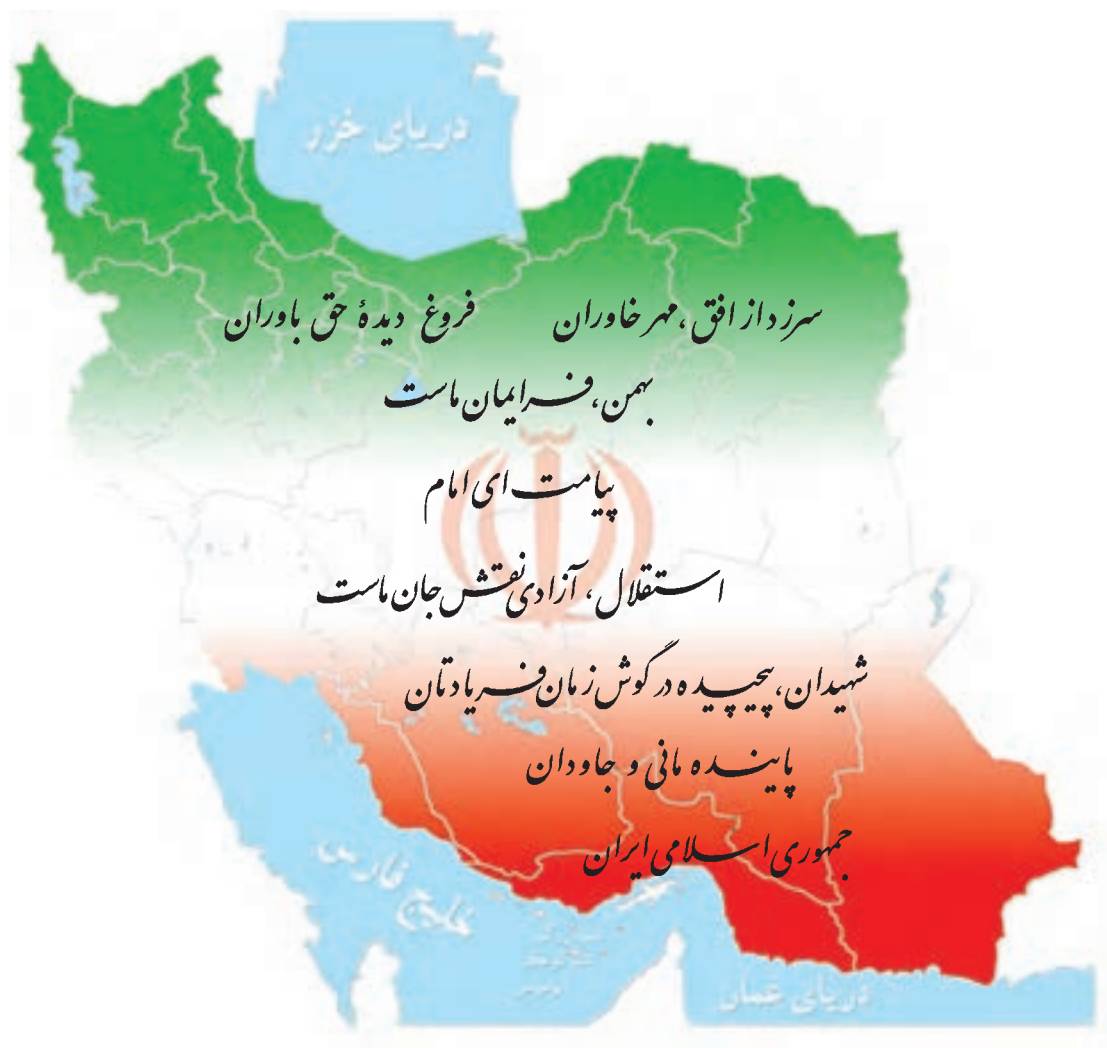 دریای خزر
سر زد از افق، مهر خاوران    فروغ دیدهٔ حق باوران
بهمن، فر ایمان ماست
پیامت ای امام
استقلال، آزادی نقش جان ماست
شهیدان، پیچیده در گوش زمان فریادتان
پاینده مانی و جاودان
جمهوری اسلامی ایران
خلیج فارس
دریای عمان